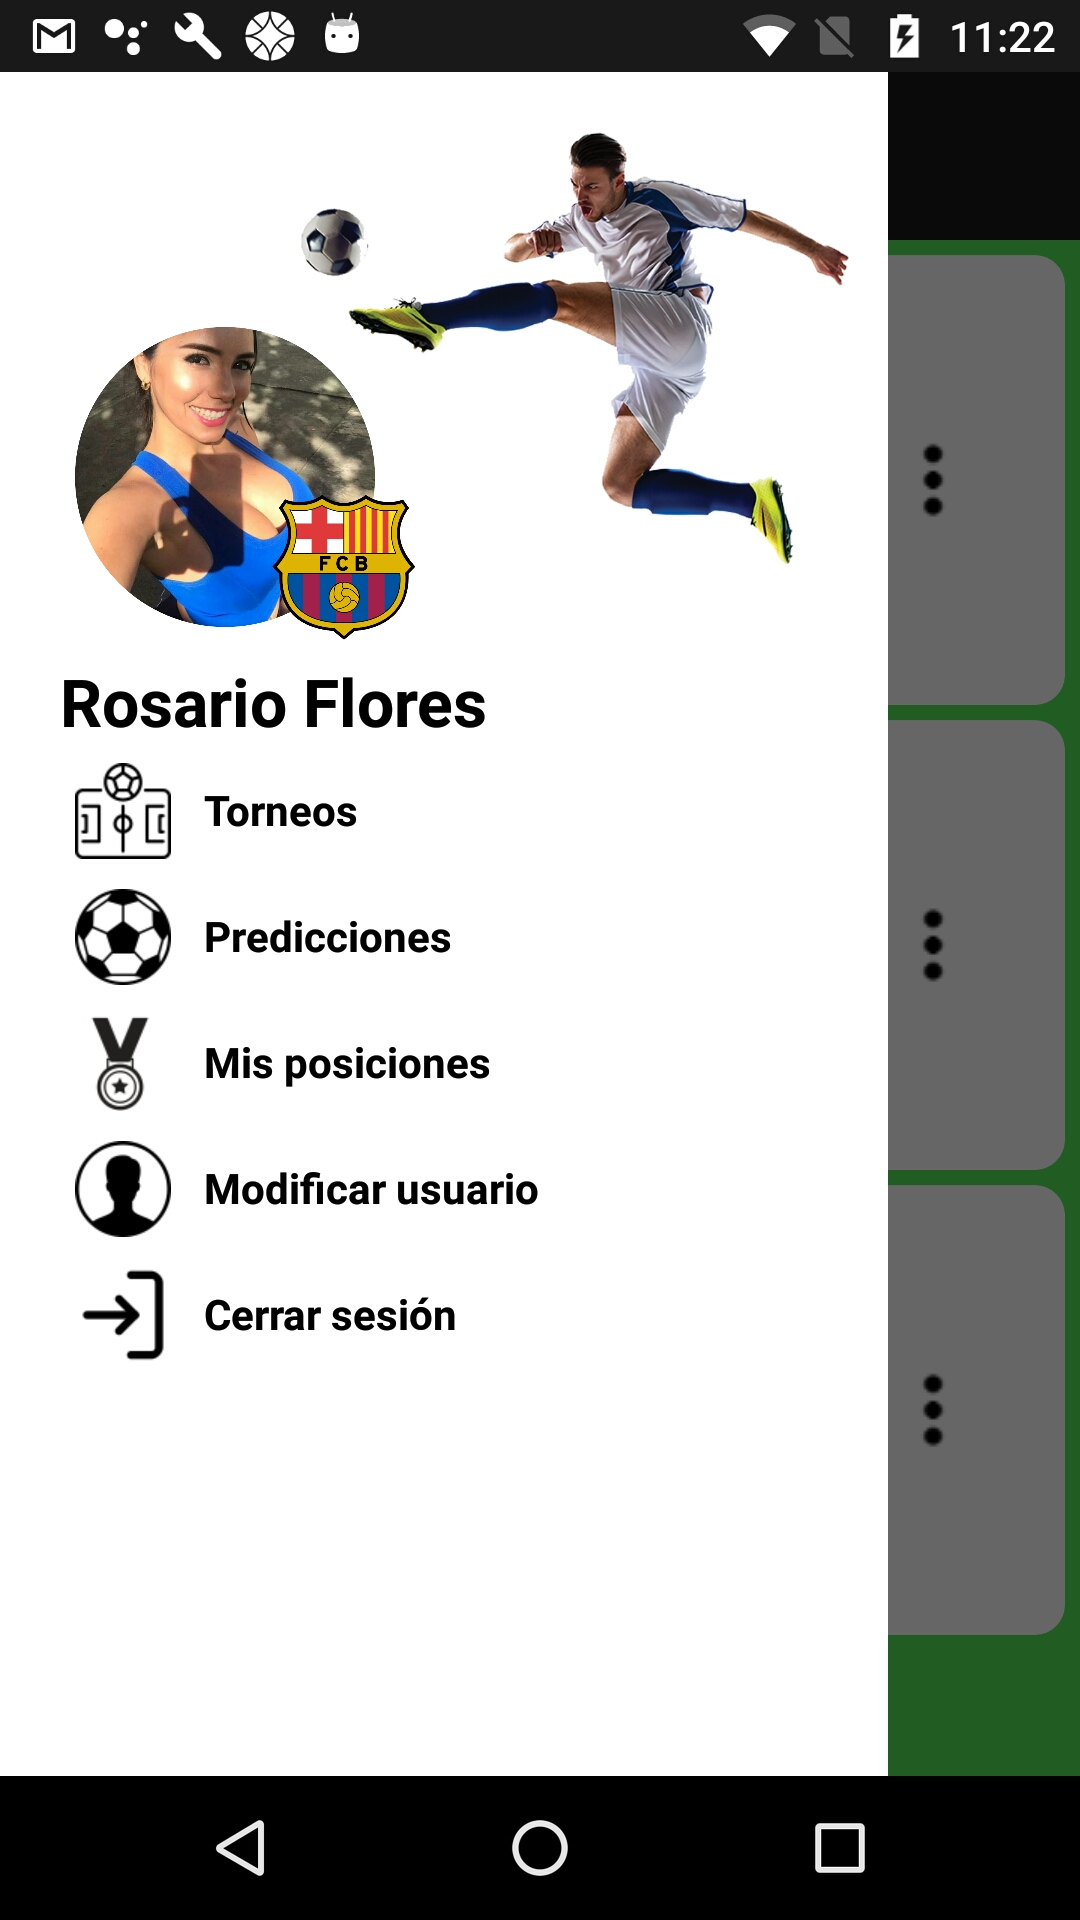 11:22
FCB
Rosario Flores
Torneos
Predicciones
Mis posiciones
Modificar usuario
Cerrar sesión